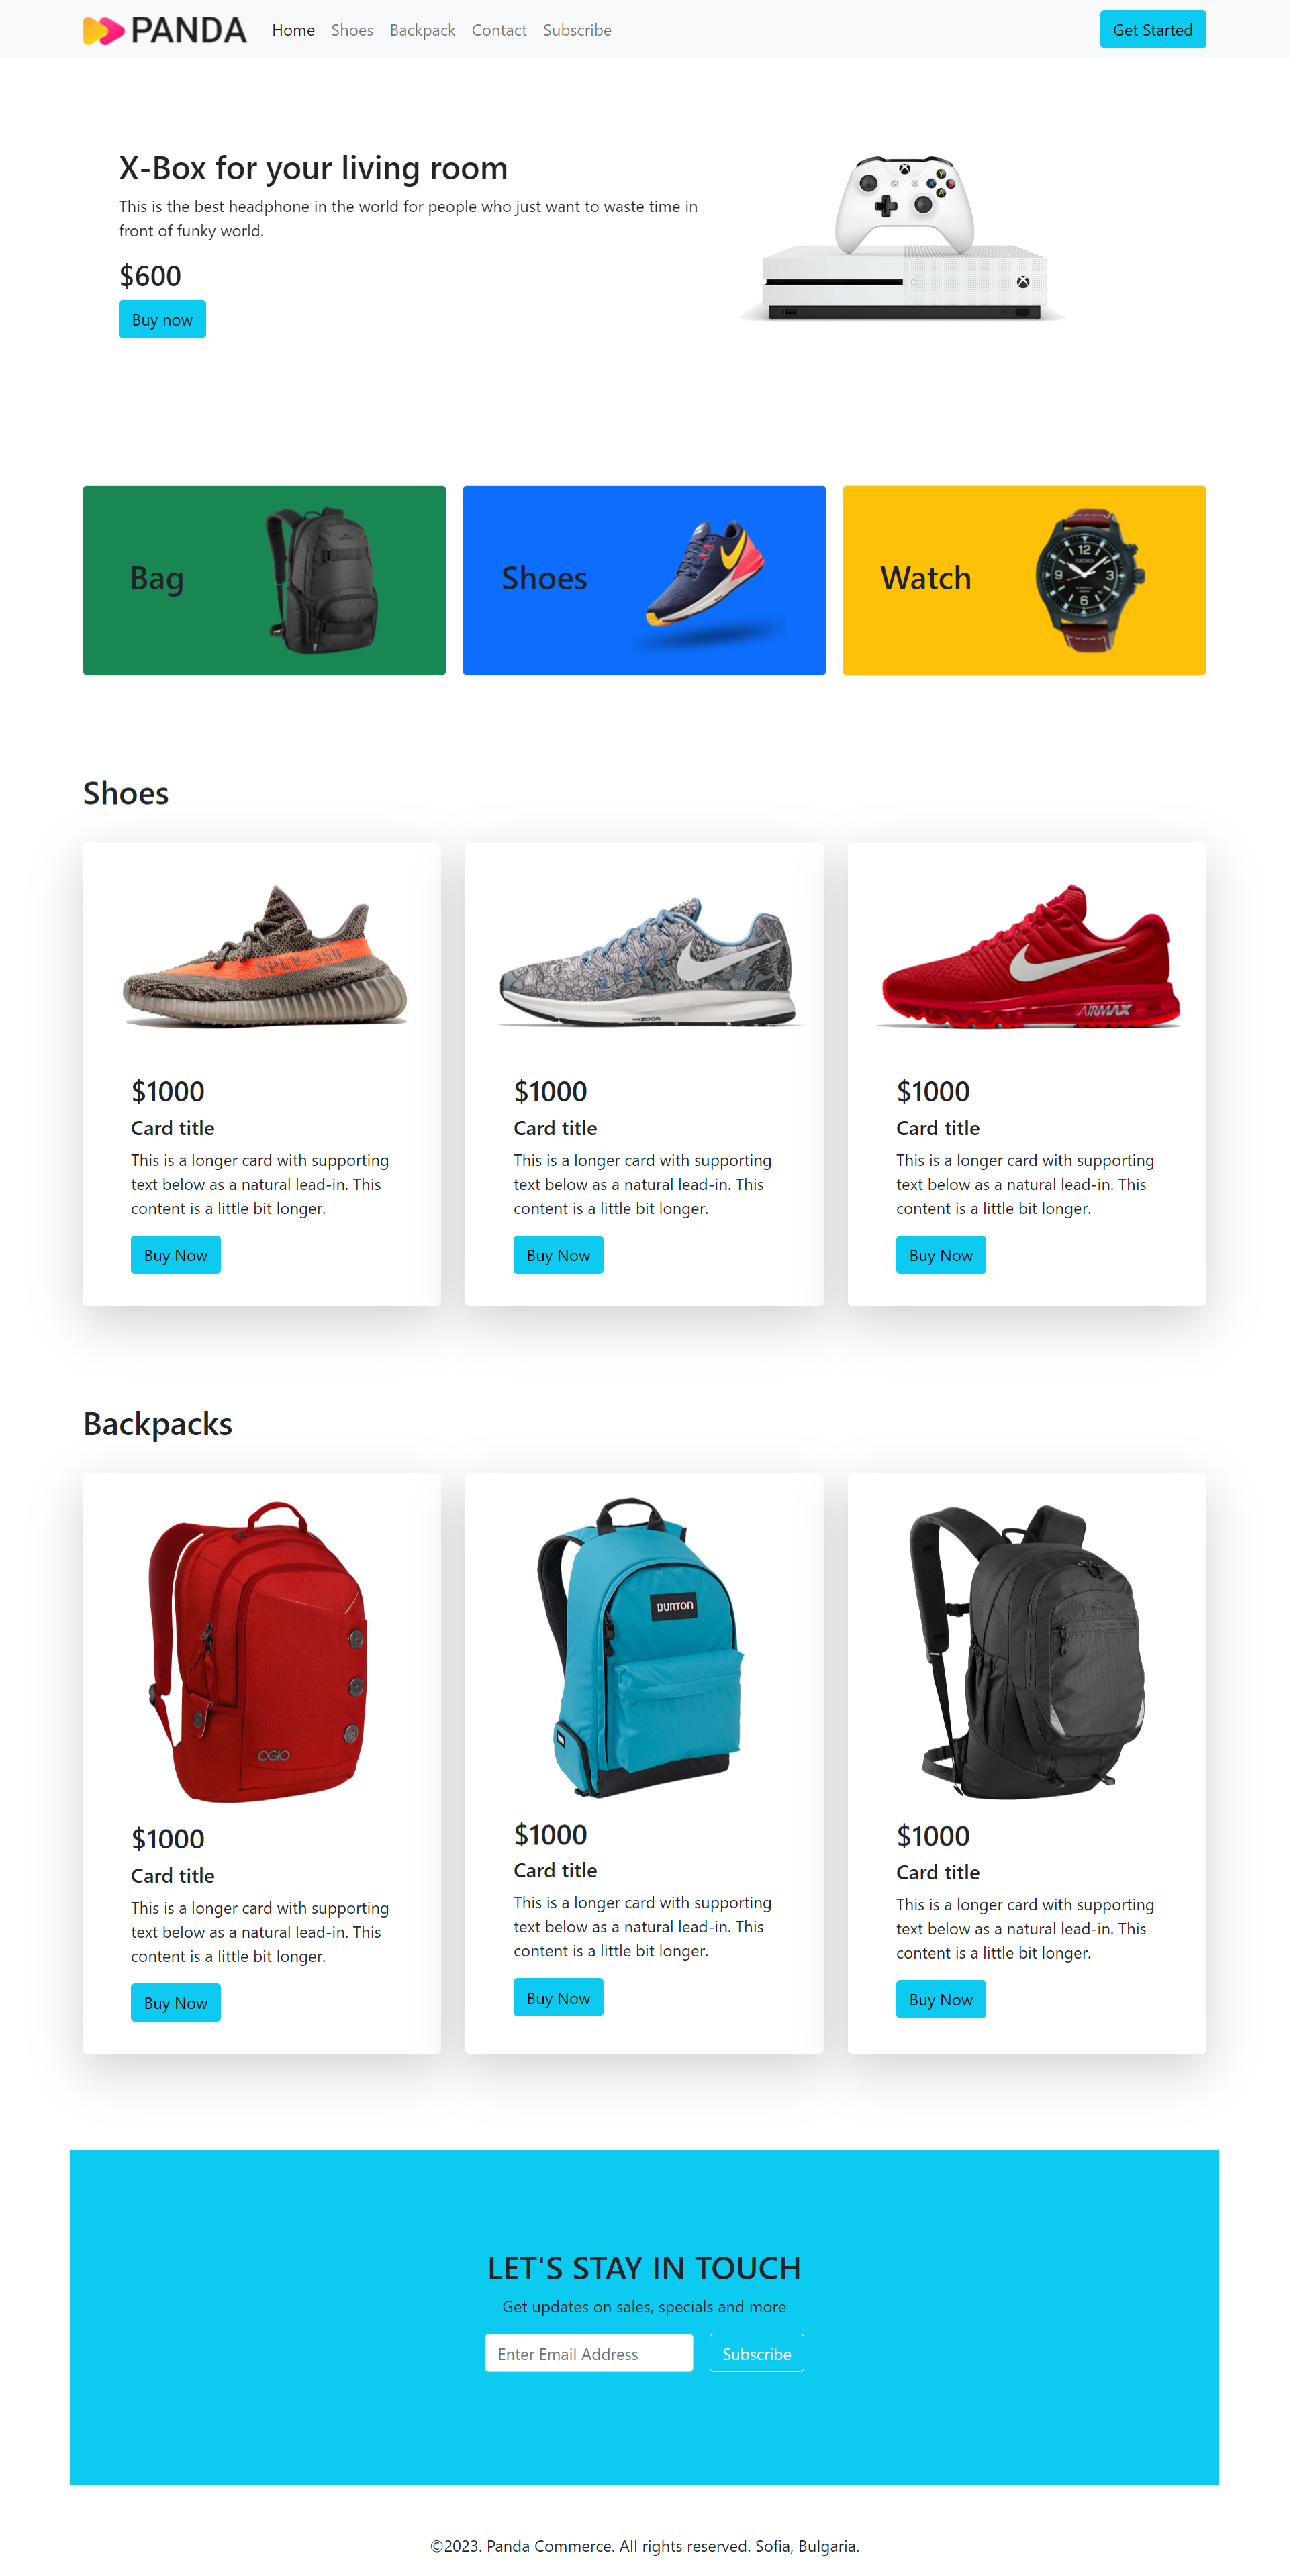 PANDA Home Shoes Backpack Contact Subscribe Get Started
X-Box for your living room
This is the best headphone in the world for people who just want to waste time in
front of funky world.
$600
Buy now
Bag
Shoes
Watch
Shoes
SPLY-350
ZOOM
AIRMAX
$1000
Card title
This is a longer card with supporting
text below as a natural lead-in. This
content is a little bit longer.
Buy Now
$1000
Card title
This is a longer card with supporting
text below as a natural lead-in. This
content is a little bit longer.
Buy Now
$1000
Card title
This is a longer card with supporting
text below as a natural lead-in. This
content is a little bit longer.
Buy Now
Backpacks
OGIO
BURTON
$1000
Card title
This is a longer card with supporting
text below as a natural lead-in. This
content is a little bit longer.
Buy Now
$1000
Card title
This is a longer card with supporting
text below as a natural lead-in. This
content is a little bit longer.
Buy Now
$1000
Card title
This is a longer card with supporting
text below as a natural lead-in. This
content is a little bit longer.
Buy Now
LET'S STAY IN TOUCH
Get updates on sales, specials and more
Enter Email Address Subscribe
©2023. Panda Commerce. All rights reserved. Sofia, Bulgaria.